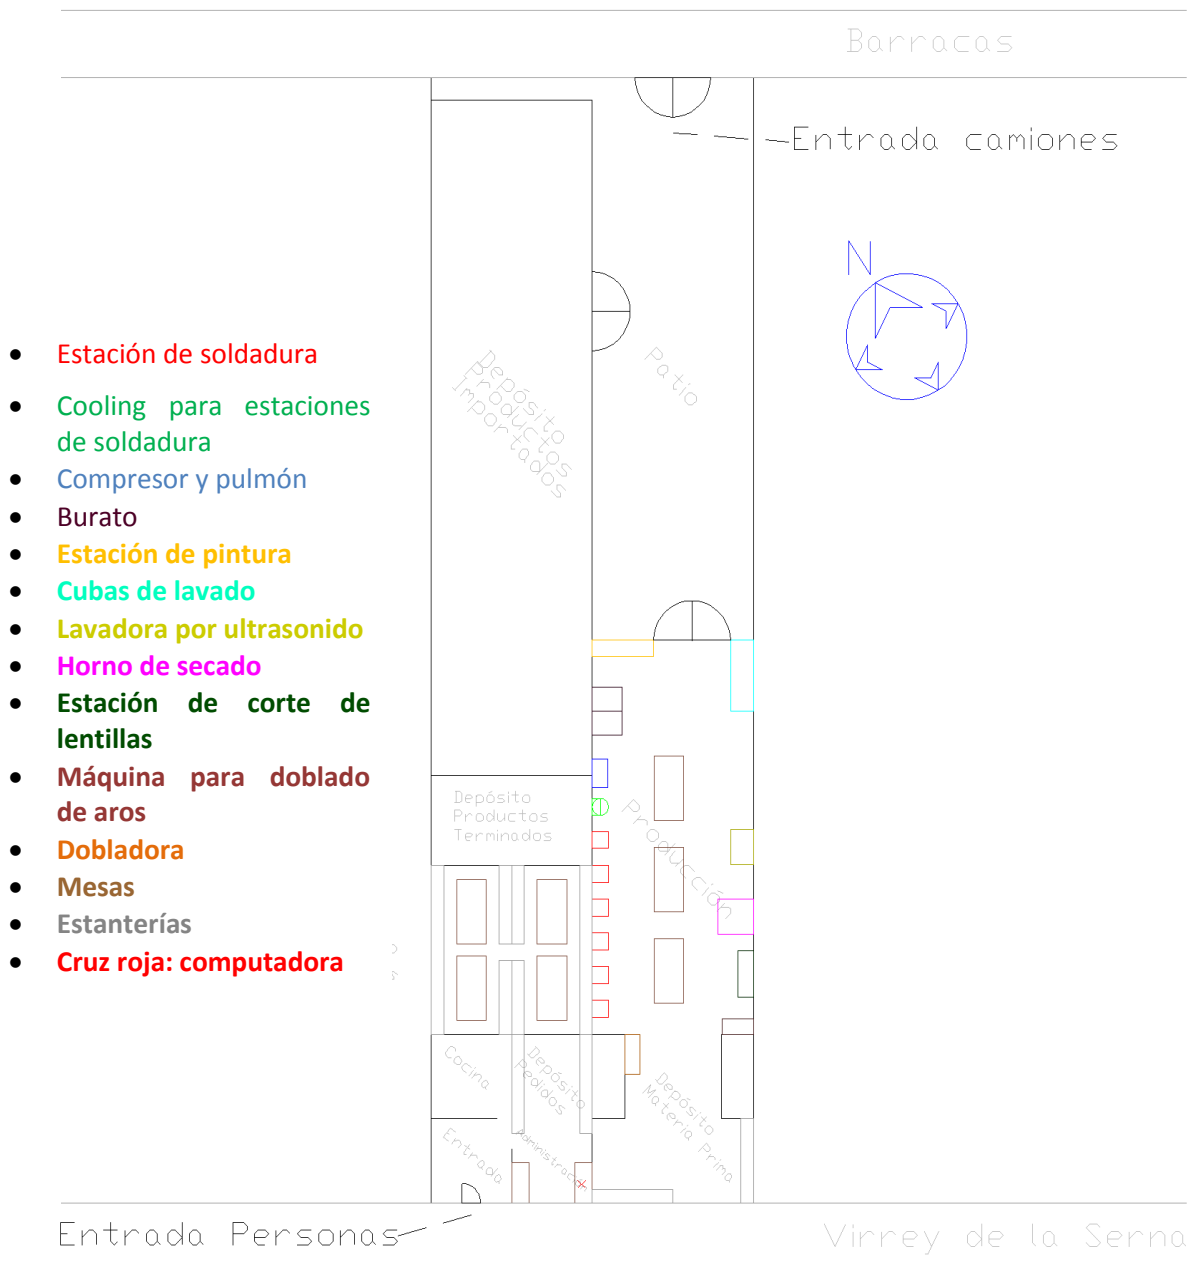 Barracas
Entrada camiones
N
• Estación de soldadura
• Cooling para estaciones
de soldadura
• Compresor y pulmón
• Burato
• Estación de pintura
• Cubas de lavado
• Lavadora por ultrasonido
• Horno de secado
• Estación de corte de
lentillas
• Máquina para doblado
de aros
• Dobladora
• Mesas
• Estanterías
• Cruz roja: computadora
Depósito
Productos
Importados
Patio
Depósito
Productos
Terminados
Producción
Cocina
Depósito
Pedidos
Depósito
Materia Prima
Entrada
Administración
Entrada Personas
Virrey de la Serna